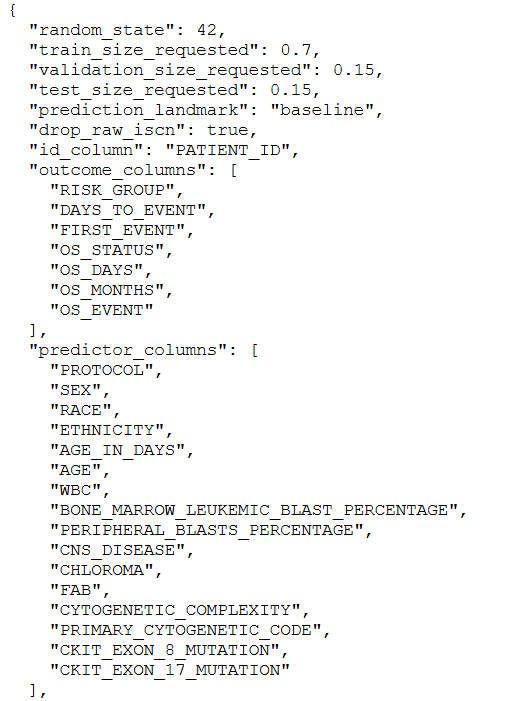 {
  "random_state": 42,
  "train_size_requested": 0.7,
  "validation_size_requested": 0.15,
  "test_size_requested": 0.15,
  "prediction_landmark": "baseline",
  "drop_raw_iscn": true,
  "id_column": "PATIENT_ID",
  "outcome_columns": [
    "RISK_GROUP",
    "DAYS_TO_EVENT",
    "FIRST_EVENT",
    "OS_STATUS",
    "OS_DAYS",
    "OS_MONTHS",
    "OS_EVENT"
  ],
  "predictor_columns": [
    "PROTOCOL",
    "SEX",
    "RACE",
    "ETHNICITY",
    "AGE_IN_DAYS",
    "AGE",
    "WBC",
    "BONE_MARROW_LEUKEMIC_BLAST_PERCENTAGE",
    "PERIPHERAL_BLASTS_PERCENTAGE",
    "CNS_DISEASE",
    "CHLOROMA",
    "FAB",
    "CYTOGENETIC_COMPLEXITY",
    "PRIMARY_CYTOGENETIC_CODE",
    "CKIT_EXON_8_MUTATION",
    "CKIT_EXON_17_MUTATION"
  ],